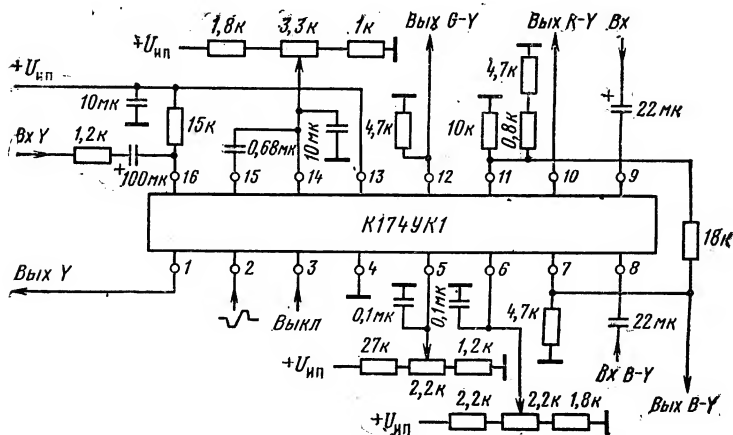 1,8к 3,3к 1к
+Uип
Вых G-Y
Вых R-Y
Вх
+Uип
10мк
15к
4,7к
10к
4,7к
0,8к
+
22мк
Вх Y
1,2к
+
100мк
0,68мк
10мк
16 15 14 13 12 11 10 9
К174УК1
18к
Вых Y
1 2 3 4 5 6 7 8
Выкл
0,1мк
0,1мк
4,7к
22мк
+Uип
27к
2,2к
1,2к
Вх B-Y
+Uип
2,2к
2,2к
1,8к
Вых B-Y